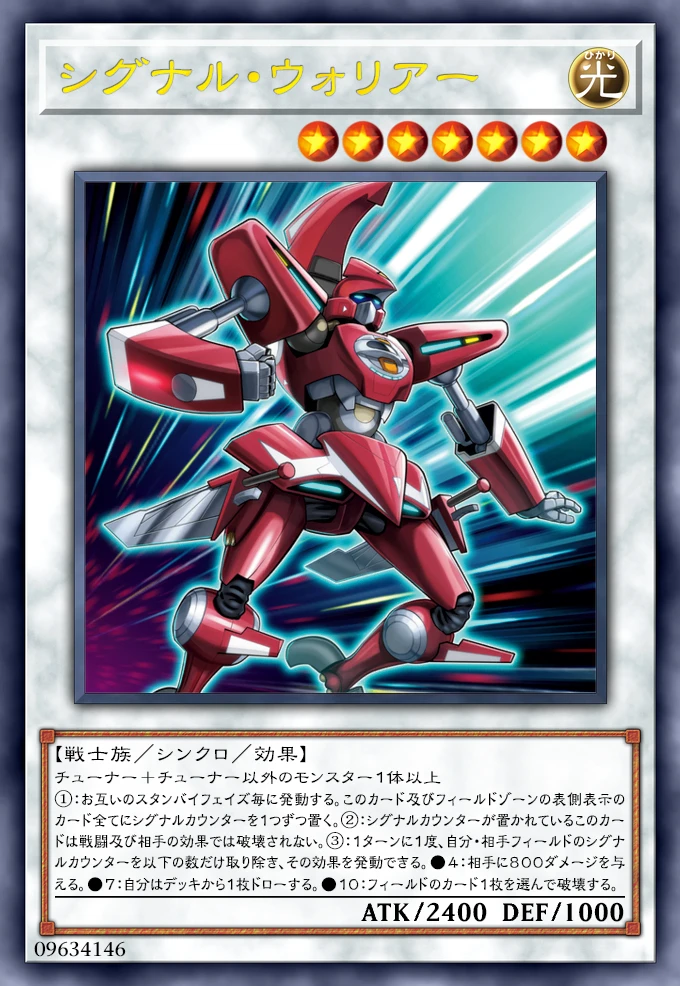 シグナル・ウォリアー
ひかり
光
【戦士族／シンクロ／効果】
チューナー＋チューナー以外のモンスター1体以上
①：お互いのスタンバイフェイズ毎に発動する。このカード及びフィールドゾーンの表側表示の
カード全てにシグナルカウンターを1つずつ置く。②：シグナルカウンターが置かれているこのカー
ドは戦闘及び相手の効果では破壊されない。③：1ターンに1度、自分・相手フィールドのシグナ
ルカウンターを以下の数だけ取り除き、その効果を発動できる。●4：相手に800ダメージを与
える。●7：自分はデッキから1枚ドローする。●10：フィールドのカード1枚を選んで破壊する。
ATK/2400 DEF/1000
09634146